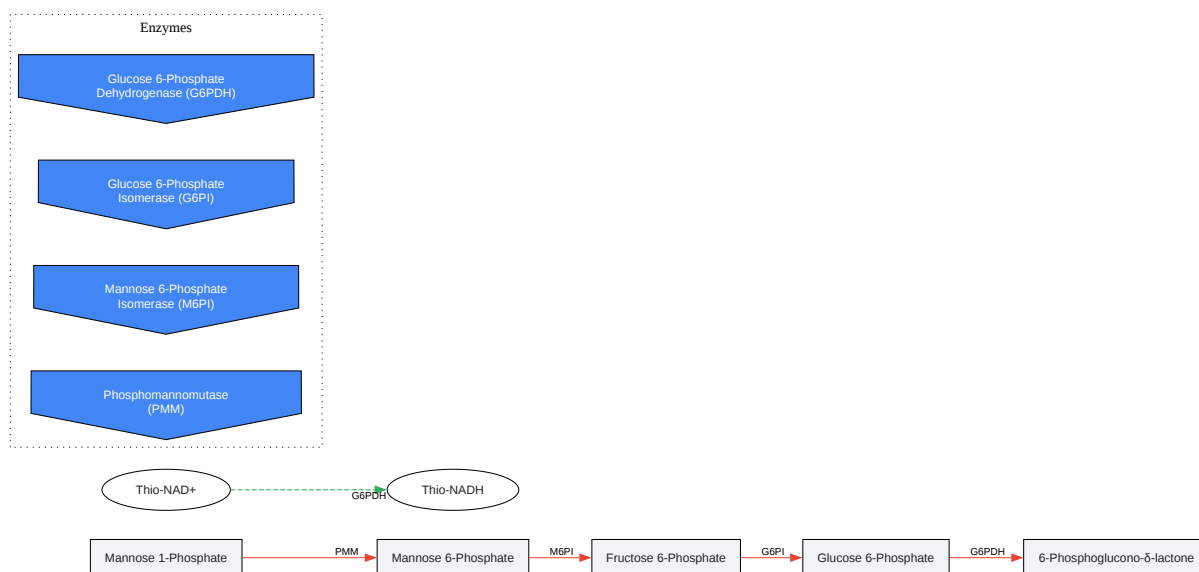 Enzymes
Glucose 6-Phosphate
Dehydrogenase (G6PDH)
Glucose 6-Phosphate
Isomerase (G6PI)
Mannose 6-Phosphate
Isomerase (M6PI)
Phosphomannomutase
(PMM)
Thio-NAD+
G6PDH
Thio-NADH
Mannose 1-Phosphate
PMM
Mannose 6-Phosphate
M6PI
Fructose 6-Phosphate
G6PI
Glucose 6-Phosphate
G6PDH
6-Phosphoglucono-δ-lactone